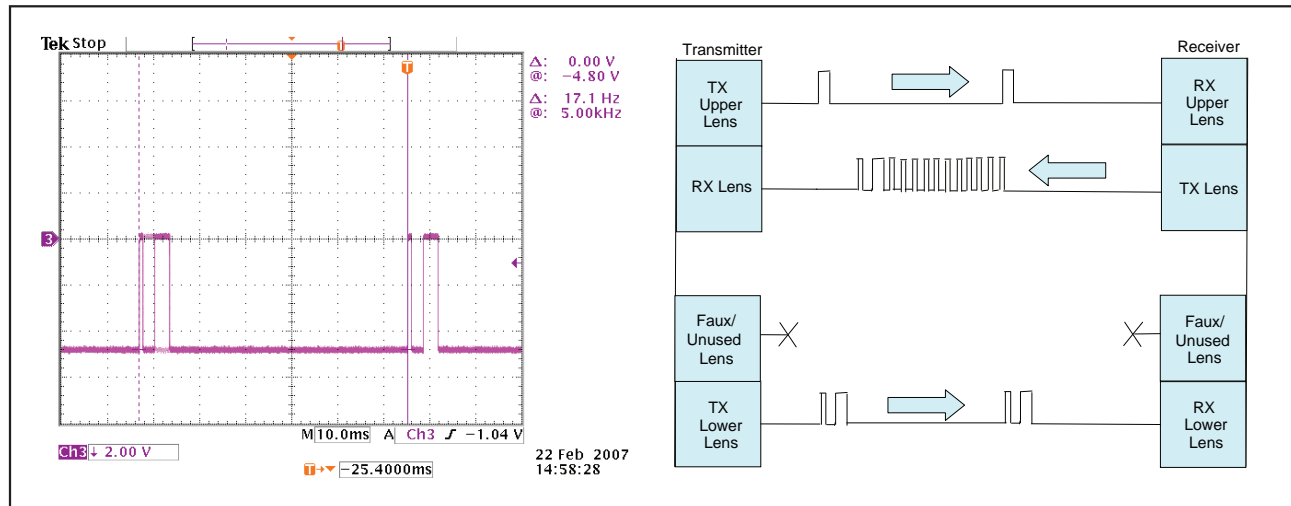 Tek Stop
T
Δ: 0.00 V
@: −4.80 V
Δ: 17.1 Hz
@: 5.00kHz
T
3
M 10.0ms A Ch3 ∫ −1.04 V
Ch3 ↓ 2.00 V
T→▼ −25.4000ms
22 Feb 2007
14:58:28
Transmitter
Receiver
TX
Upper
Lens
RX
Upper
Lens
RX Lens
TX Lens
Faux/
Unused
Lens
Faux/
Unused
Lens
TX
Lower
Lens
RX
Lower
Lens